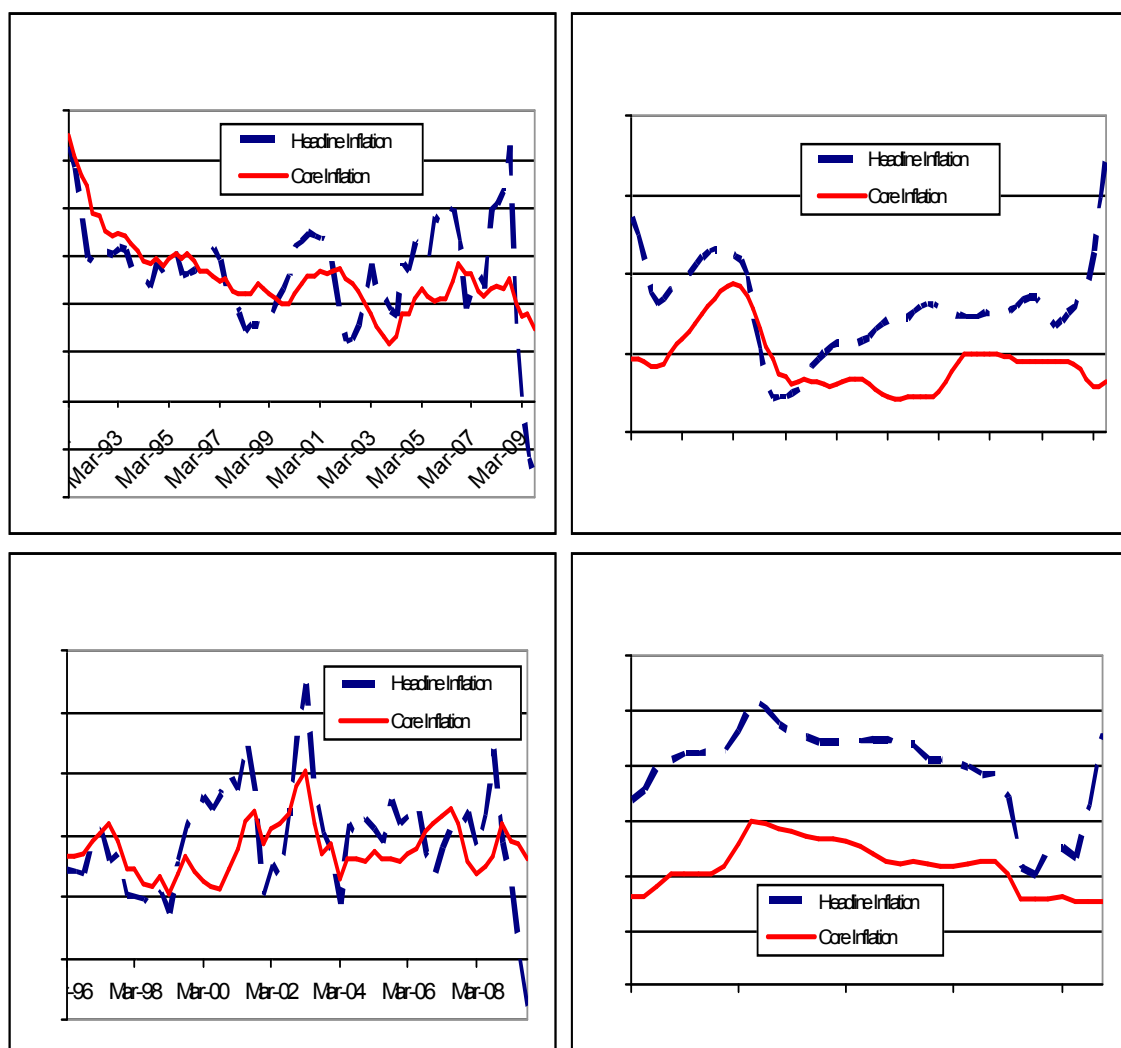 Headline Inflation
Core Inflation
Mar-93
Mar-95
Mar-97
Mar-99
Mar-01
Mar-03
Mar-05
Mar-07
Mar-09
Headline Inflation
Core Inflation
Headline Inflation
Core Inflation
-96
Mar-98
Mar-00
Mar-02
Mar-04
Mar-06
Mar-08
Headline Inflation
Core Inflation